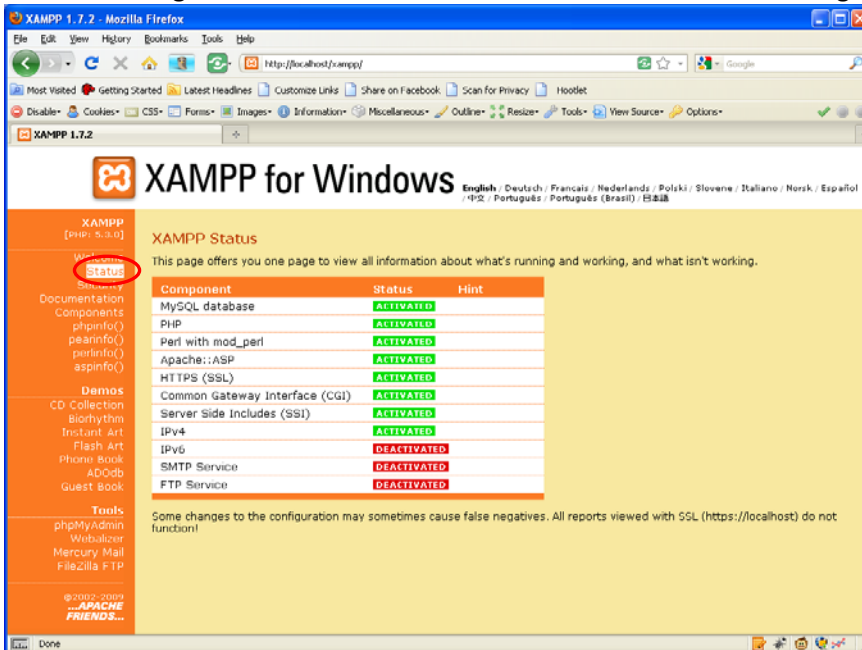 XAMPP 1.7.2 - Mozilla Firefox
File Edit View History Bookmarks Tools Help
http://localhost/xampp/ Google
Most Visited Getting Started Latest Headlines Customize Links Share on Facebook Scan for Privacy Hootlet
Disable Cookies CSS Forms Images Information Miscellaneous Outline Resize Tools View Source Options
XAMPP 1.7.2
XAMPP for Windows
English / Deutsch / Francais / Nederlands / Polski / Slovene / Italiano / Norsk / Español
/ 中文 / Português / Português (Brasil) / 日本語
XAMPP
[PHP: 5.3.0]
Welcome
Status
Security
Documentation
Components
phpinfo()
pearinfo()
perlinfo()
aspinfo()
Demos
CD Collection
Biorhythm
Instant Art
Flash Art
Phone Book
ADOdb
Guest Book
Tools
phpMyAdmin
Webalizer
Mercury Mail
FileZilla FTP
©2002-2009
...APACHE
FRIENDS...
XAMPP Status
This page offers you one page to view all information about what's running and working, and what isn't working.
Component Status Hint
MySQL database ACTIVATED
PHP ACTIVATED
Perl with mod_perl ACTIVATED
Apache::ASP ACTIVATED
HTTPS (SSL) ACTIVATED
Common Gateway Interface (CGI) ACTIVATED
Server Side Includes (SSI) ACTIVATED
IPv4 ACTIVATED
IPv6 DEACTIVATED
SMTP Service DEACTIVATED
FTP Service DEACTIVATED
Some changes to the configuration may sometimes cause false negatives. All reports viewed with SSL (https://localhost) do not
function!
Done